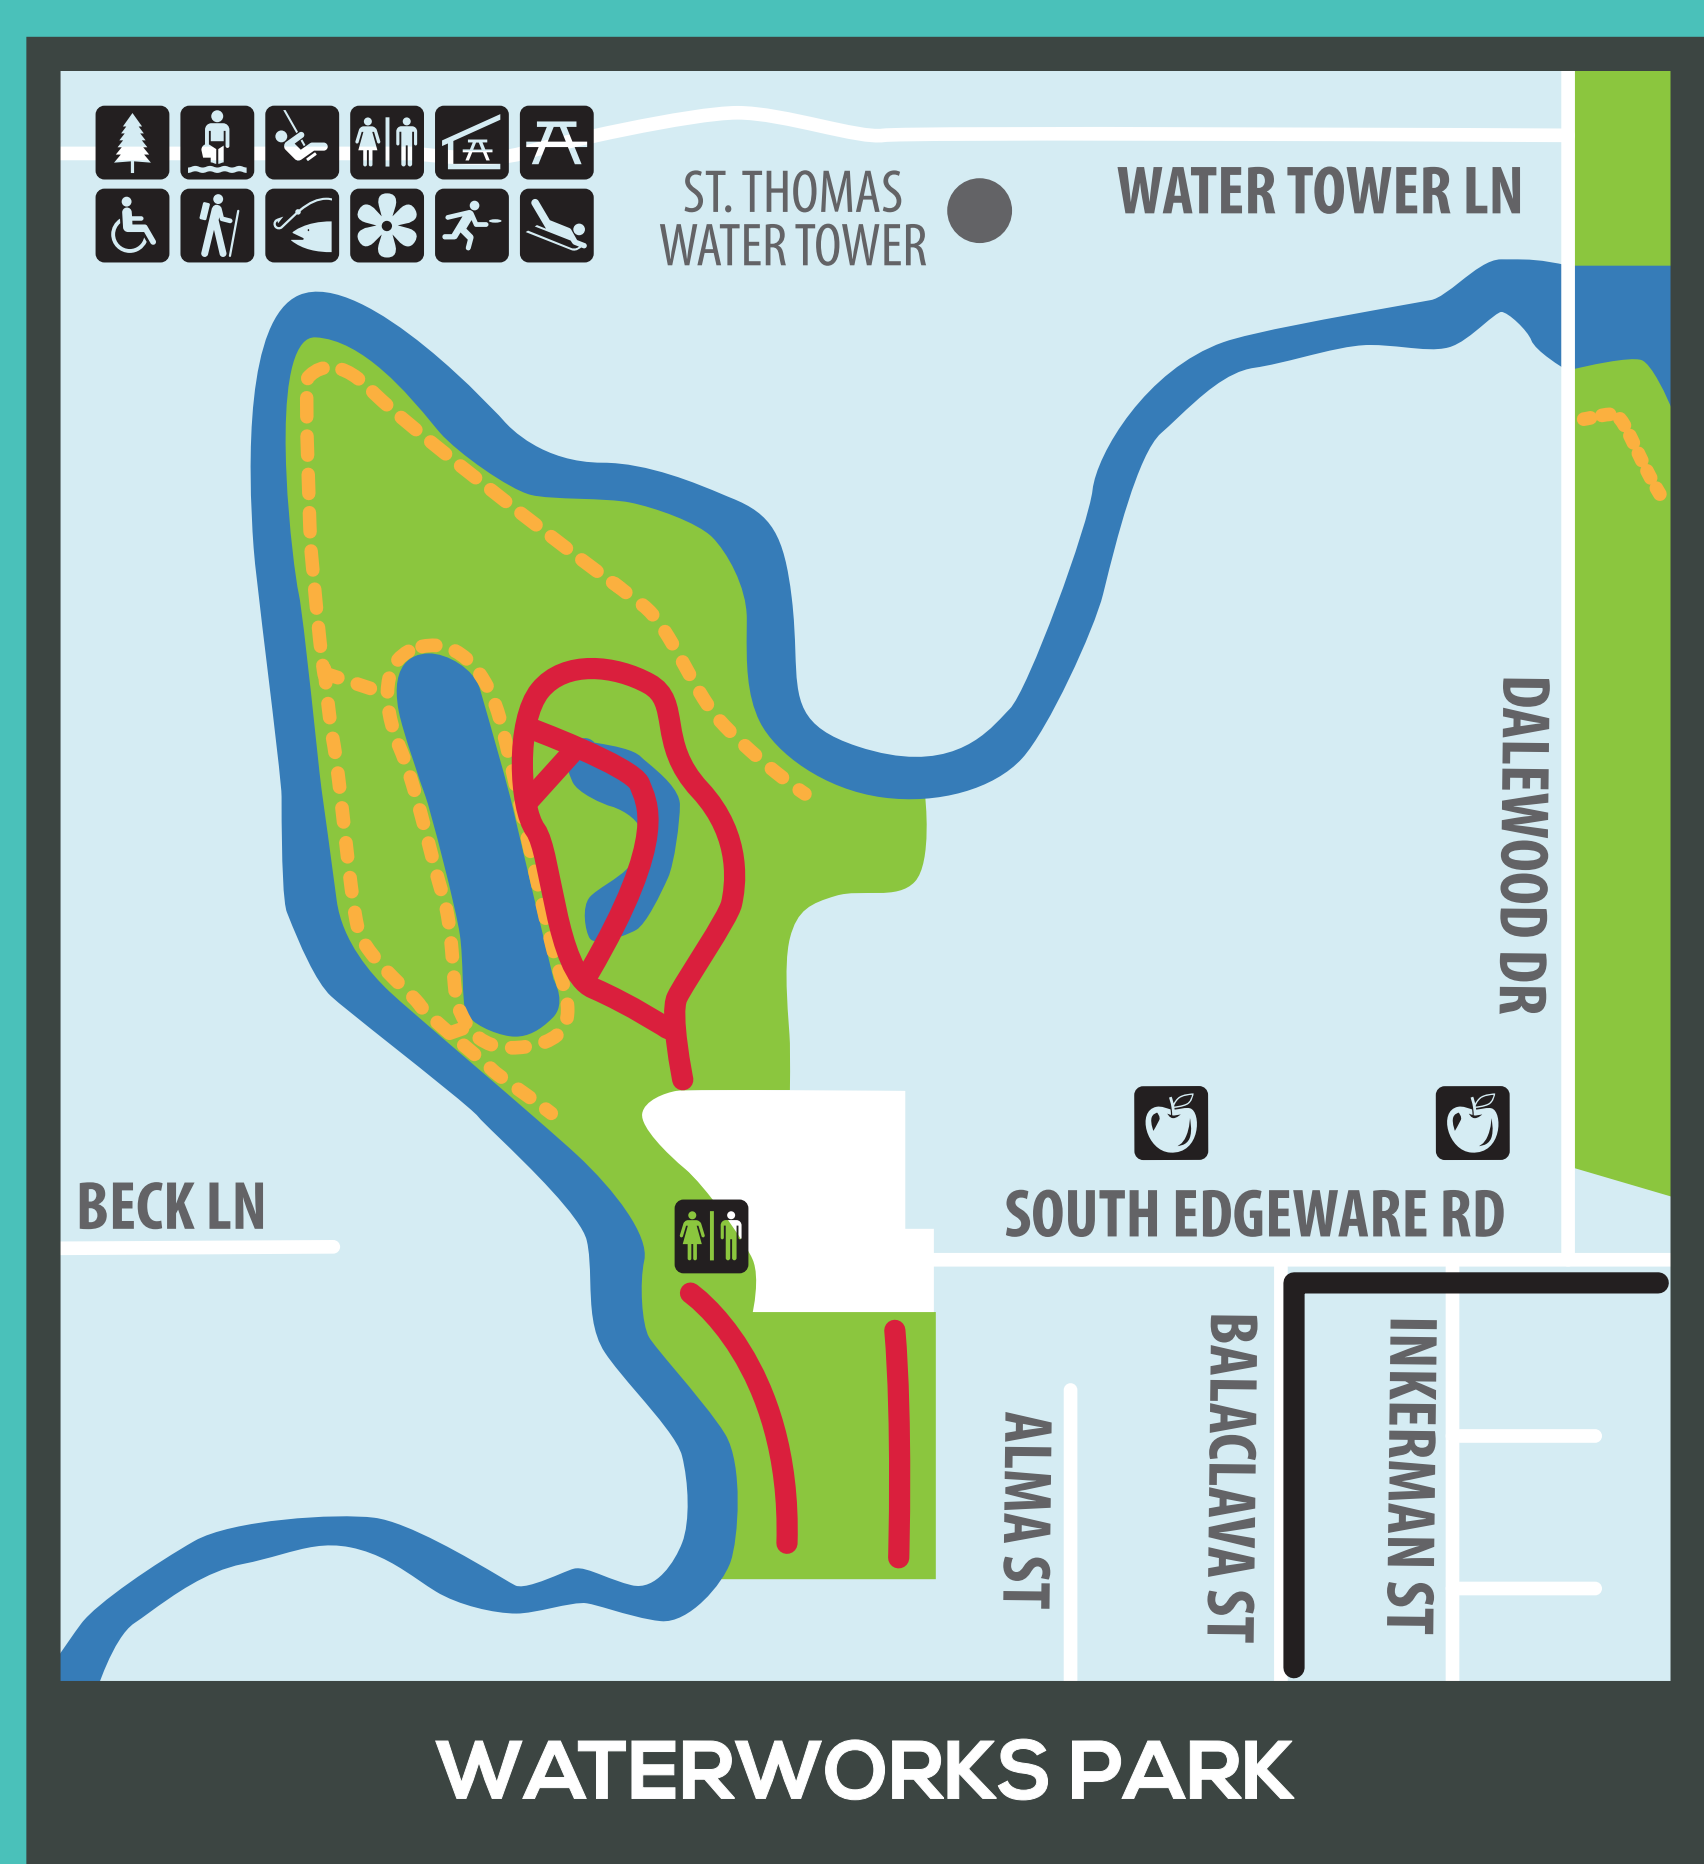 ST. THOMAS
WATER TOWER
WATER TOWER LN
DALEWOOD DR
BECK LN
SOUTH EDGEWARE RD
ALMA ST
BALACLAVA ST
INKERMAN ST
WATERWORKS PARK